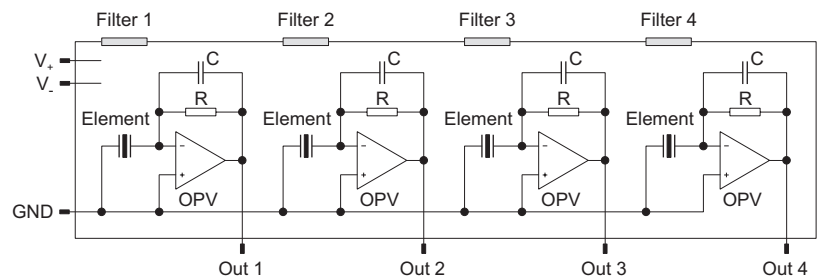 Filter 1 Filter 2 Filter 3 Filter 4
V+
V-
C C C C
R R R R
Element Element Element Element
- - - -
+ + + +
OPV OPV OPV OPV
GND
Out 1 Out 2 Out 3 Out 4